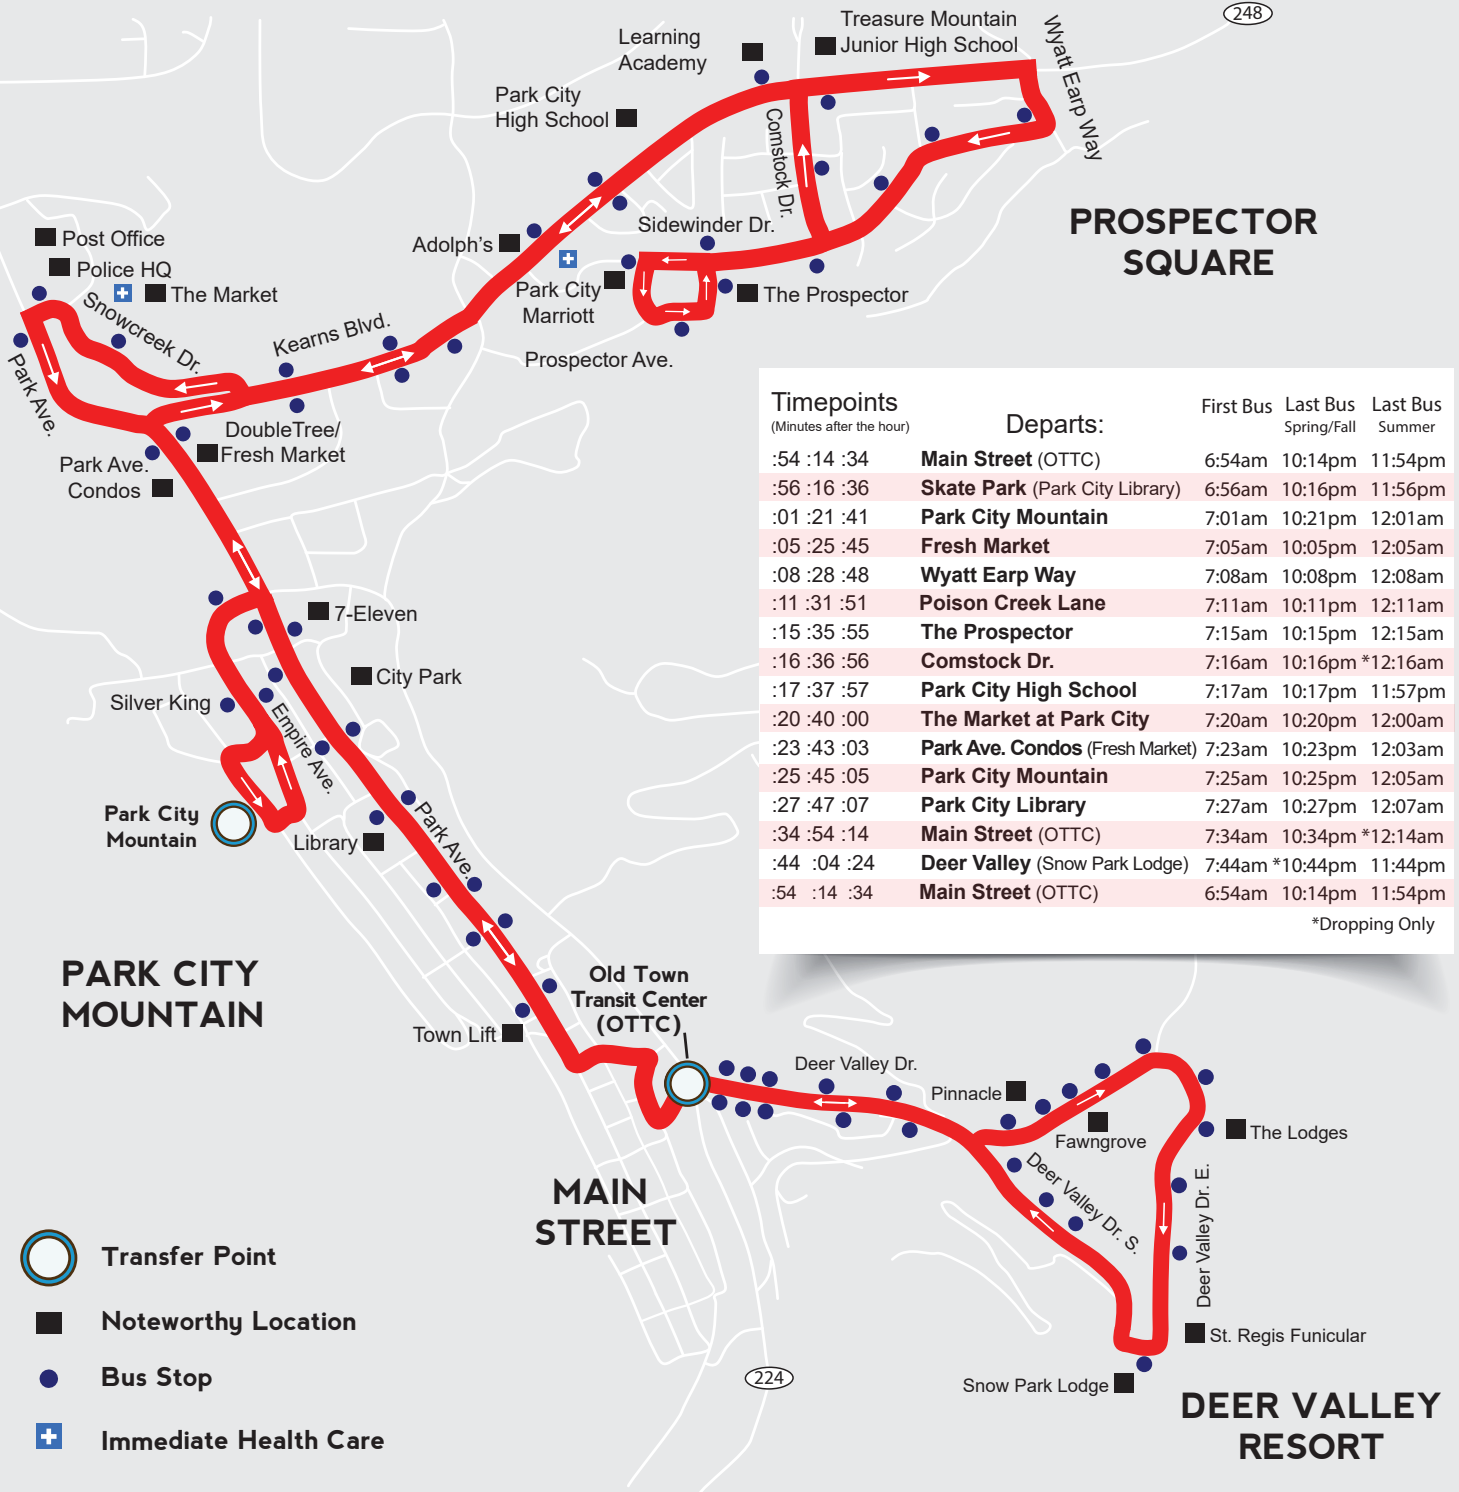 248
Treasure Mountain
Junior High School
Learning
Academy
Wyatt Earp Way
Park City
High School
Comstock Dr.
Sidewinder Dr.
PROSPECTOR
SQUARE
Post Office
Police HQ
The Market
Adolph's
Park City
Marriott
The Prospector
Snowcreek Dr.
Kearns Blvd.
Prospector Ave.
Park Ave.
DoubleTree/
Fresh Market
Park Ave.
Condos
Timepoints
(Minutes after the hour)
Departs:
First Bus
Last Bus
Spring/Fall
Last Bus
Summer
:54 :14 :34 Main Street (OTTC) 6:54am 10:14pm 11:54pm
:56 :16 :36 Skate Park (Park City Library) 6:56am 10:16pm 11:56pm
:01 :21 :41 Park City Mountain 7:01am 10:21pm 12:01am
:05 :25 :45 Fresh Market 7:05am 10:05pm 12:05am
:08 :28 :48 Wyatt Earp Way 7:08am 10:08pm 12:08am
:11 :31 :51 Poison Creek Lane 7:11am 10:11pm 12:11am
:15 :35 :55 The Prospector 7:15am 10:15pm 12:15am
:16 :36 :56 Comstock Dr. 7:16am 10:16pm *12:16am
:17 :37 :57 Park City High School 7:17am 10:17pm 11:57pm
:20 :40 :00 The Market at Park City 7:20am 10:20pm 12:00am
:23 :43 :03 Park Ave. Condos (Fresh Market) 7:23am 10:23pm 12:03am
:25 :45 :05 Park City Mountain 7:25am 10:25pm 12:05am
:27 :47 :07 Park City Library 7:27am 10:27pm 12:07am
:34 :54 :14 Main Street (OTTC) 7:34am 10:34pm *12:14am
:44 :04 :24 Deer Valley (Snow Park Lodge) 7:44am *10:44pm 11:44pm
:54 :14 :34 Main Street (OTTC) 6:54am 10:14pm 11:54pm
*Dropping Only
7-Eleven
City Park
Silver King
Empire Ave.
Park City
Mountain
Library
Park Ave.
PARK CITY
MOUNTAIN
Town Lift
Old Town
Transit Center
(OTTC)
Deer Valley Dr.
Pinnacle
Fawngrove
The Lodges
Deer Valley Dr. S.
Deer Valley Dr. E.
MAIN
STREET
St. Regis Funicular
Snow Park Lodge
224
DEER VALLEY
RESORT
Transfer Point
Noteworthy Location
Bus Stop
Immediate Health Care